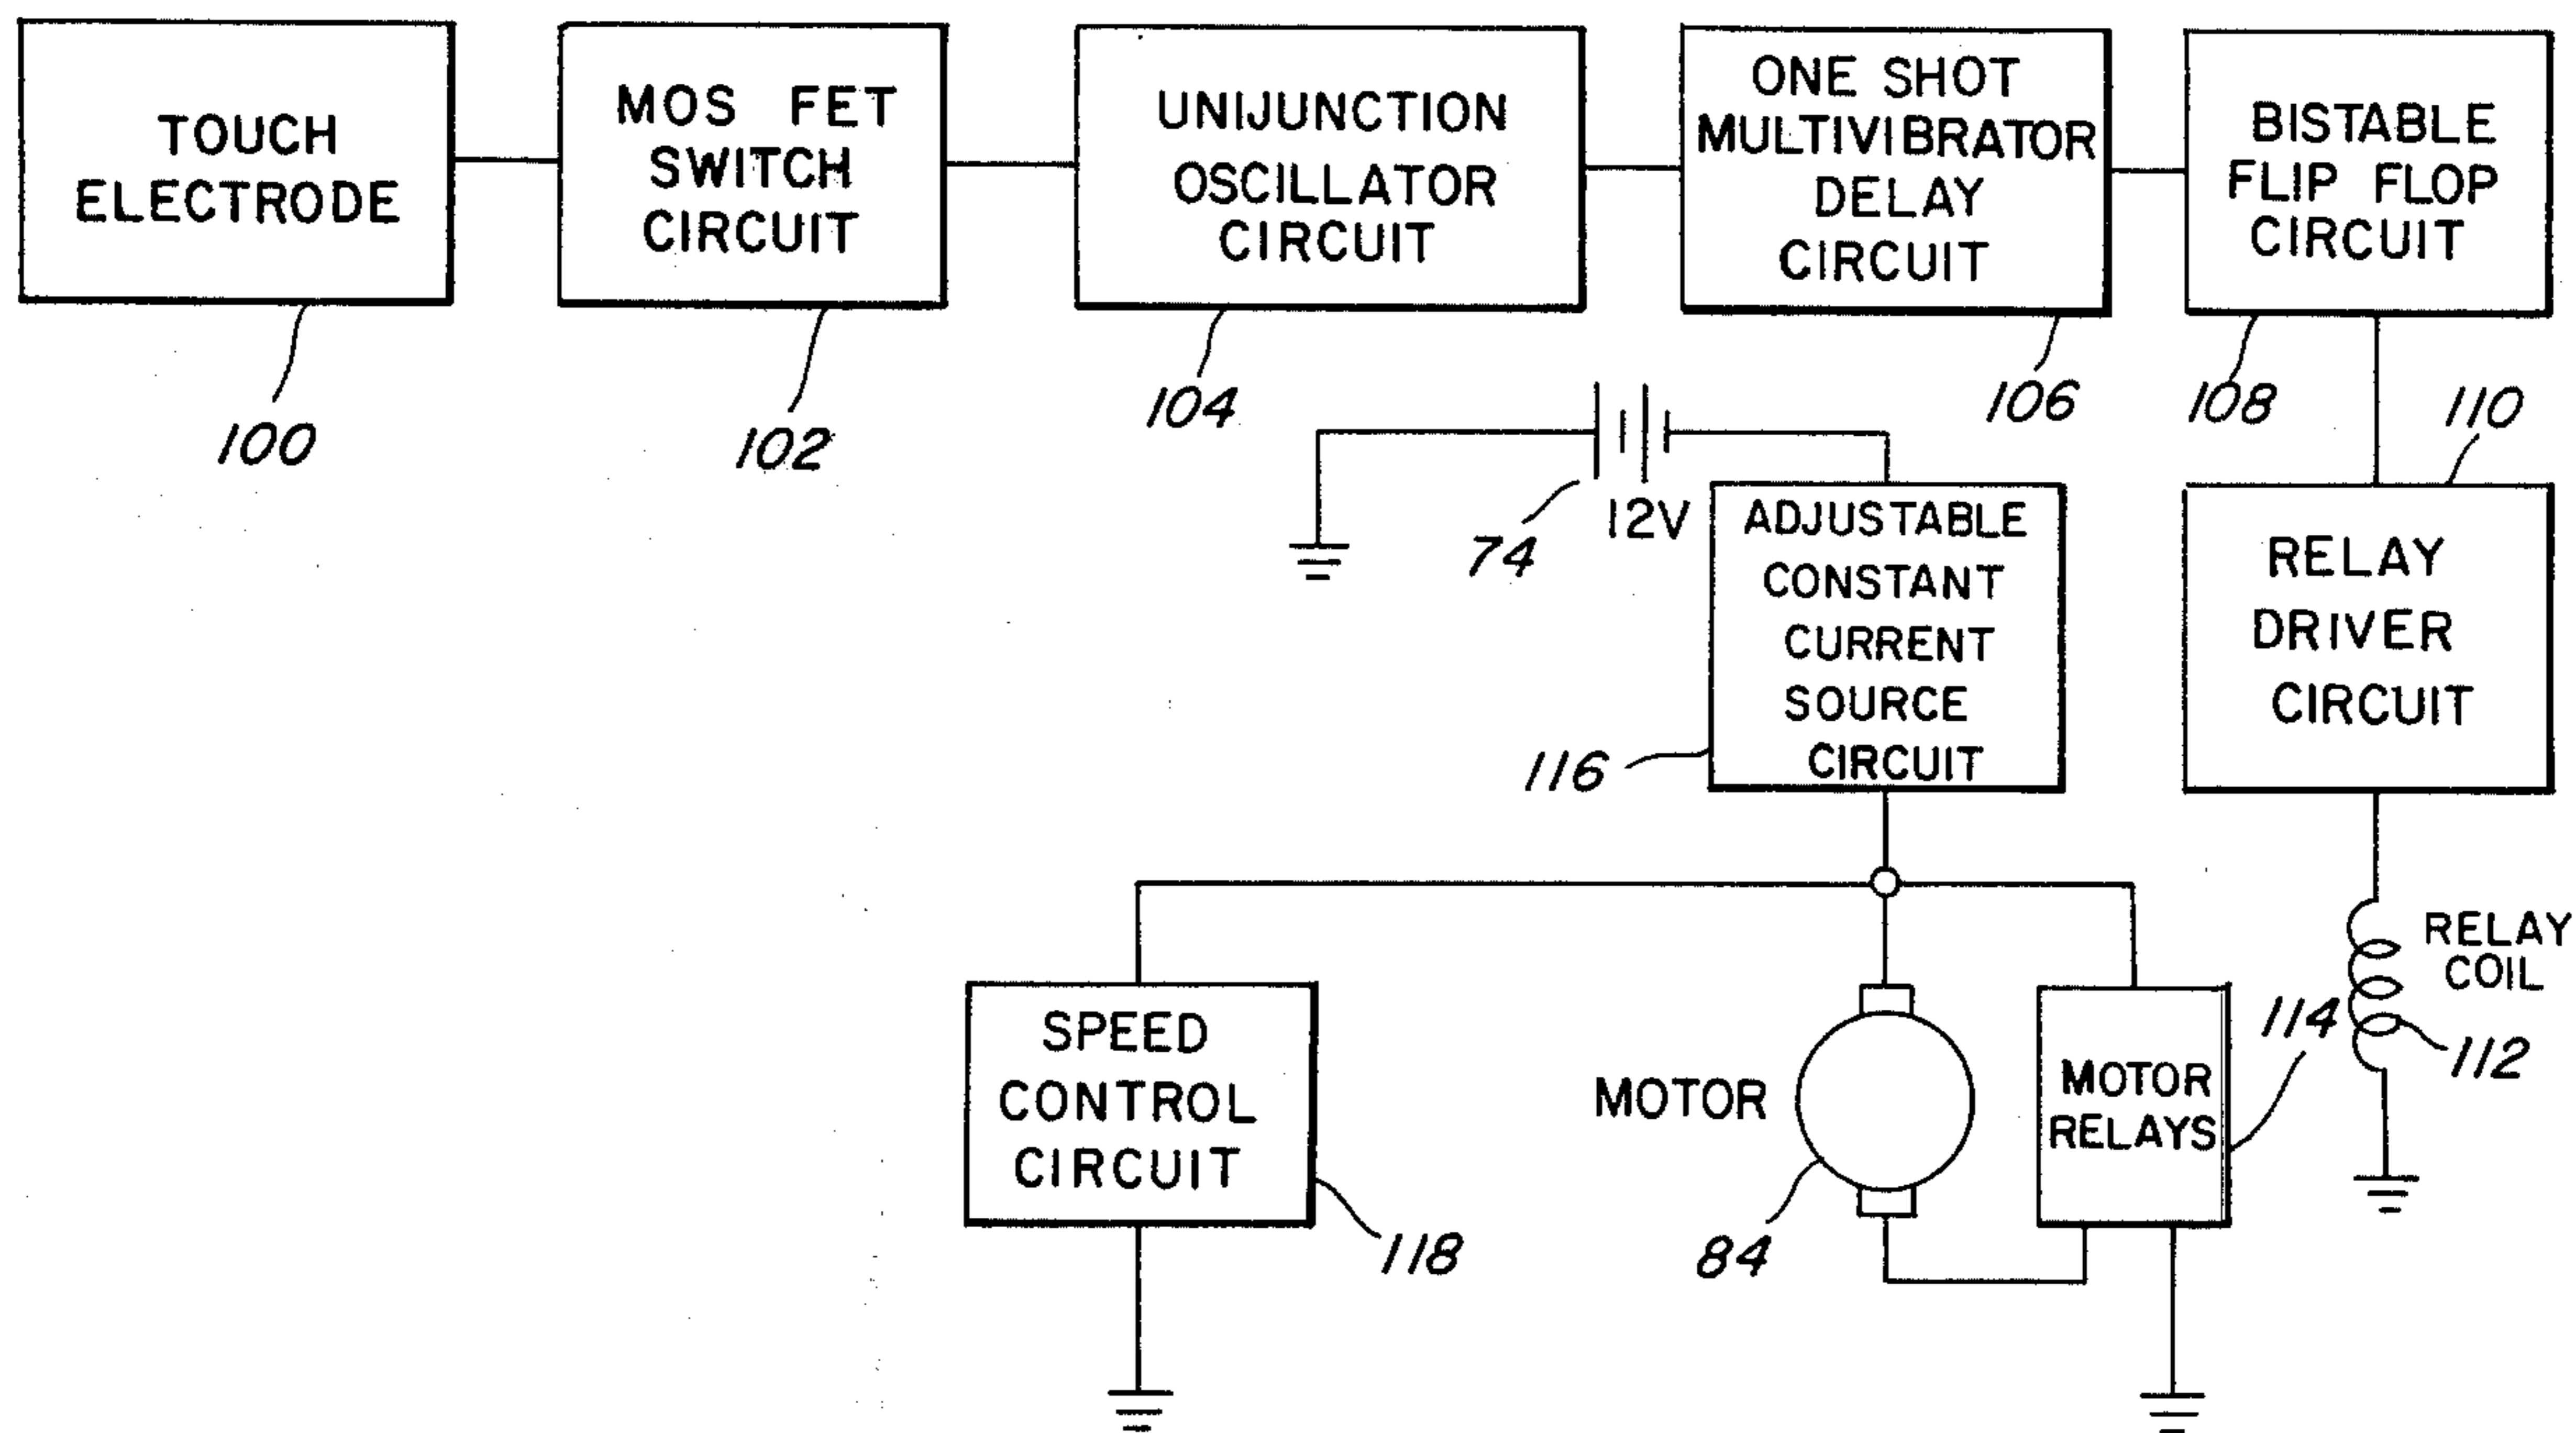 TOUCH
ELECTRODE
100
MOS FET
SWITCH
CIRCUIT
102
UNIJUNCTION
OSCILLATOR
CIRCUIT
104
ONE SHOT
MULTIVIBRATOR
DELAY
CIRCUIT
106
BISTABLE
FLIP FLOP
CIRCUIT
108
110
74
12V
ADJUSTABLE
CONSTANT
CURRENT
SOURCE
CIRCUIT
116
RELAY
DRIVER
CIRCUIT
RELAY
COIL
112
SPEED
CONTROL
CIRCUIT
118
MOTOR
84
MOTOR
RELAYS
114